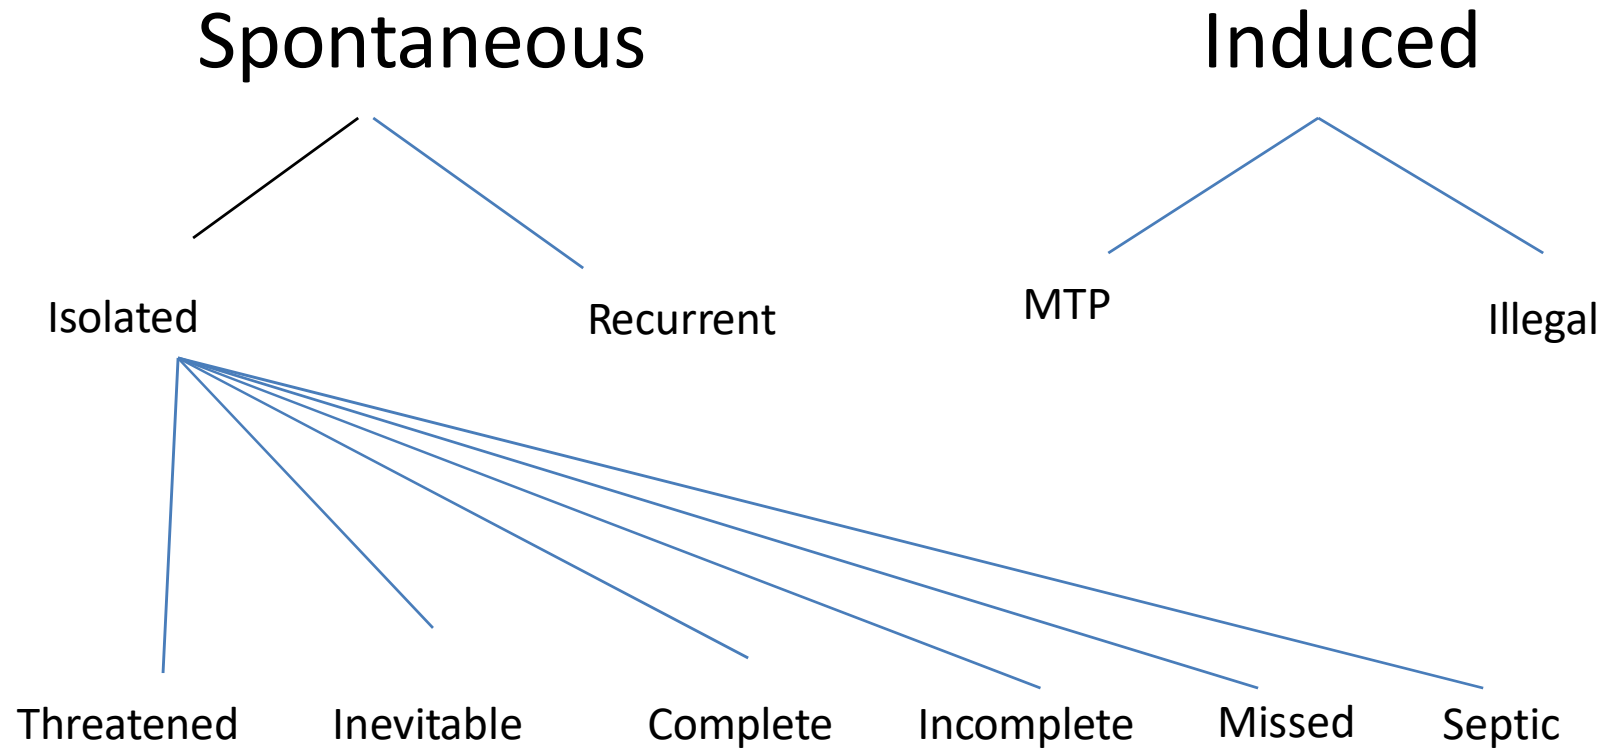 Spontaneous
Induced
Isolated
Recurrent
MTP
Illegal
Threatened
Inevitable
Complete
Incomplete
Missed
Septic